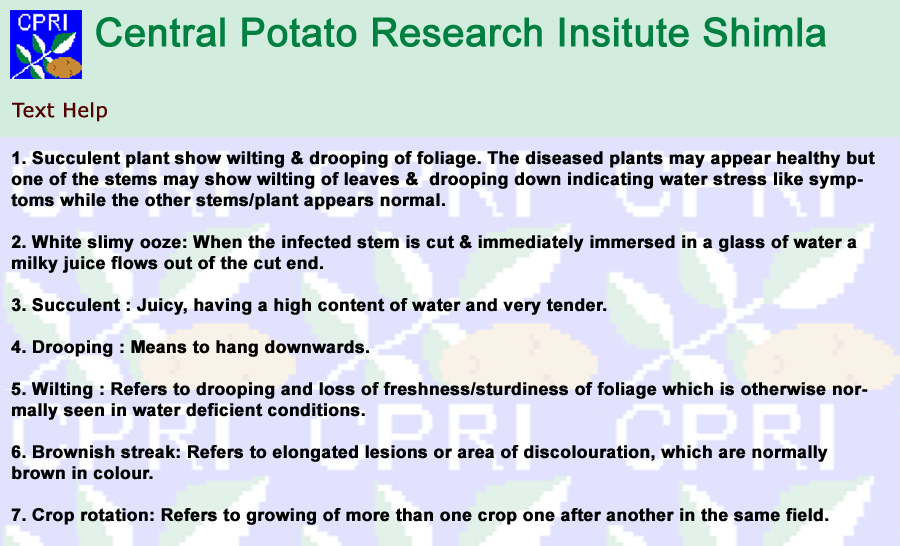 CPRI
Central Potato Research Insitute Shimla
Text Help
1. Succulent plant show wilting & drooping of foliage. The diseased plants may appear healthy but
one of the stems may show wilting of leaves &  drooping down indicating water stress like symp-
toms while the other stems/plant appears normal.
2. White slimy ooze: When the infected stem is cut & immediately immersed in a glass of water a
milky juice flows out of the cut end.
3. Succulent : Juicy, having a high content of water and very tender.
4. Drooping : Means to hang downwards.
5. Wilting : Refers to drooping and loss of freshness/sturdiness of foliage which is otherwise nor-
mally seen in water deficient conditions.
6. Brownish streak: Refers to elongated lesions or area of discolouration, which are normally
brown in colour.
7. Crop rotation: Refers to growing of more than one crop one after another in the same field.